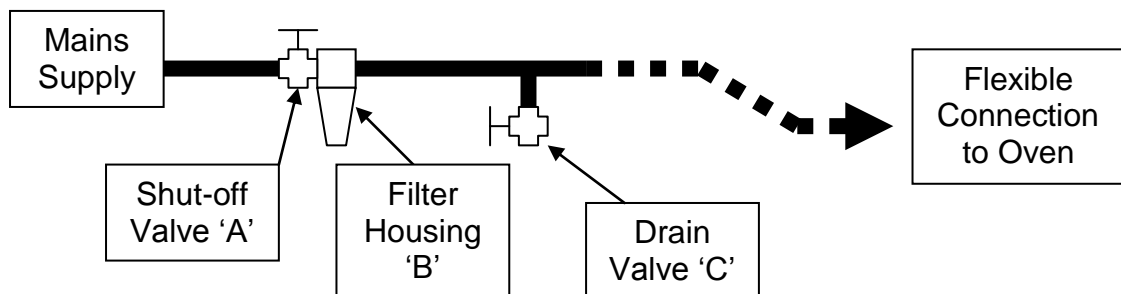 Mains
Supply
Flexible
Connection
to Oven
Shut-off
Valve ‘A’
Filter
Housing
‘B’
Drain
Valve ‘C’